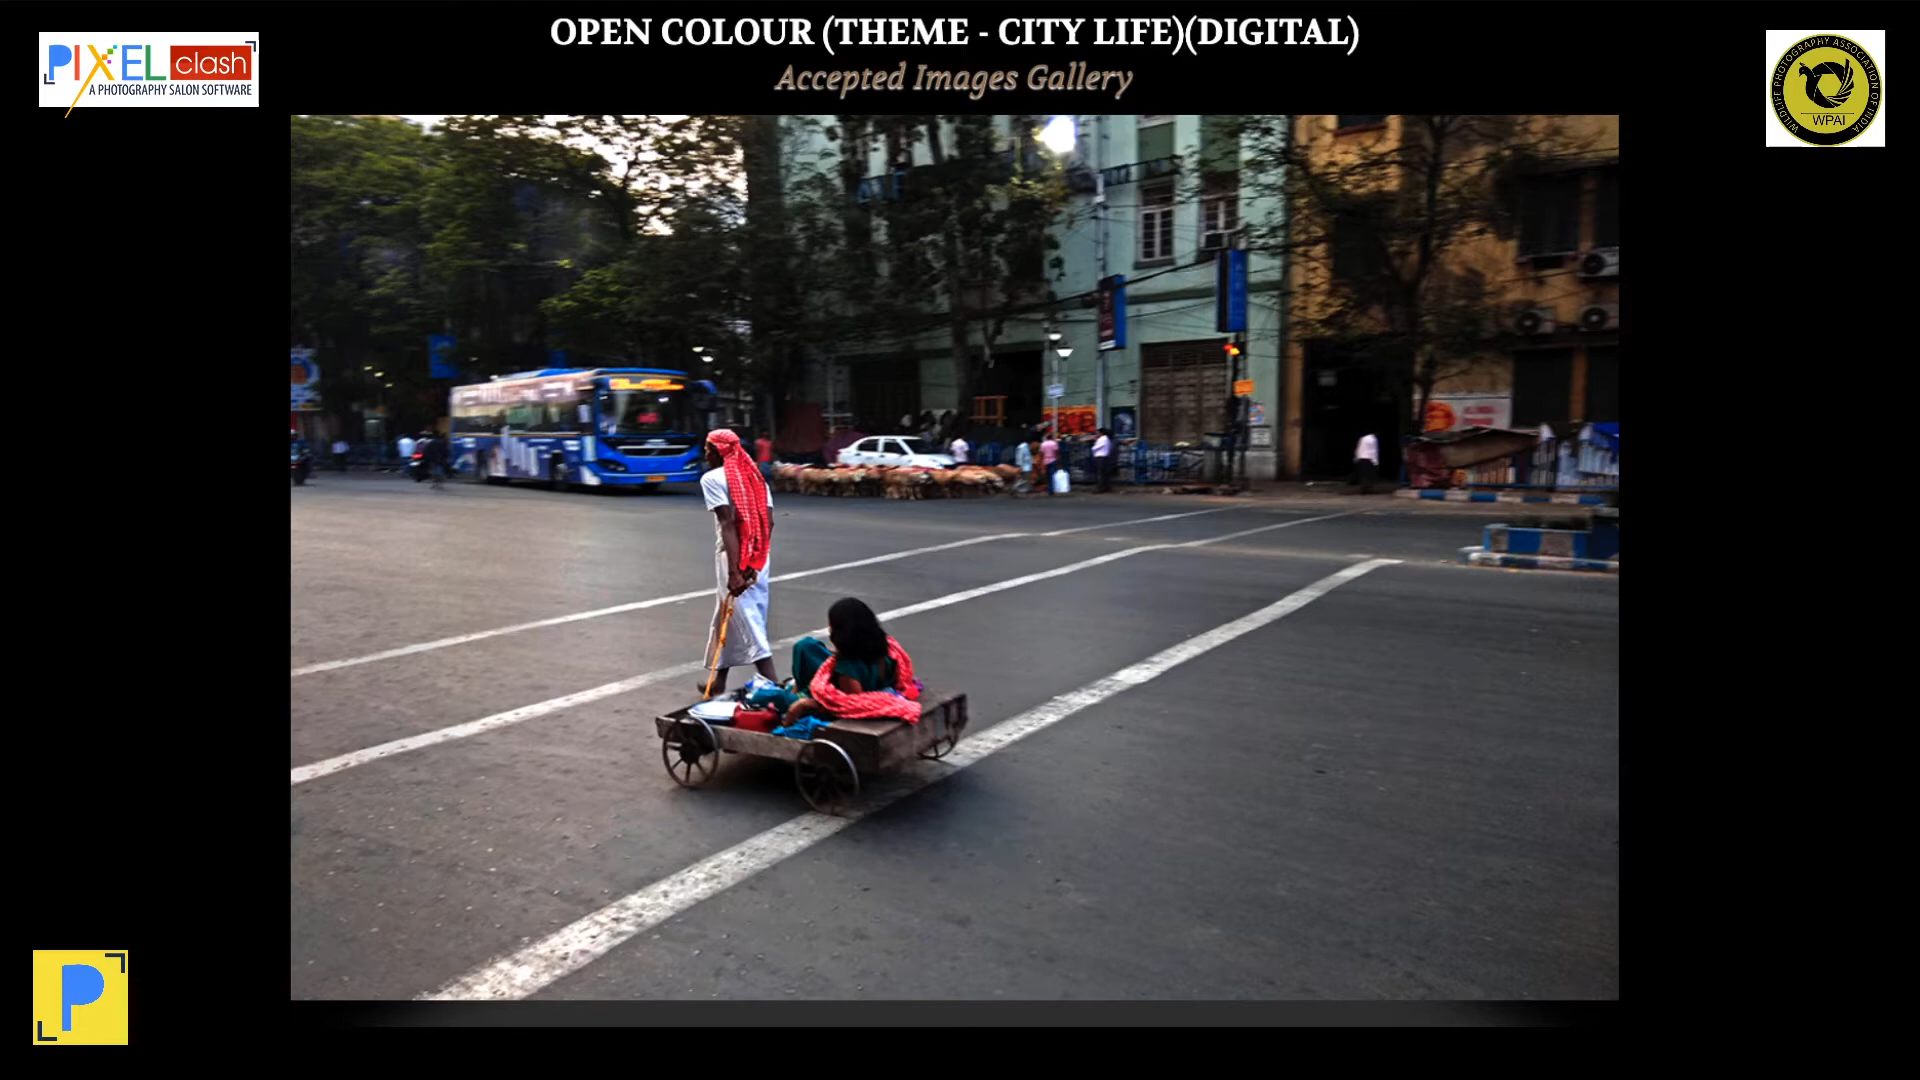 OPEN COLOUR (THEME - CITY LIFE)(DIGITAL)
Accepted Images Gallery
PIXEL clash
A PHOTOGRAPHY SALON SOFTWARE
WILDLIFE PHOTOGRAPHY ASSOCIATION OF INDIA
WPAI
P